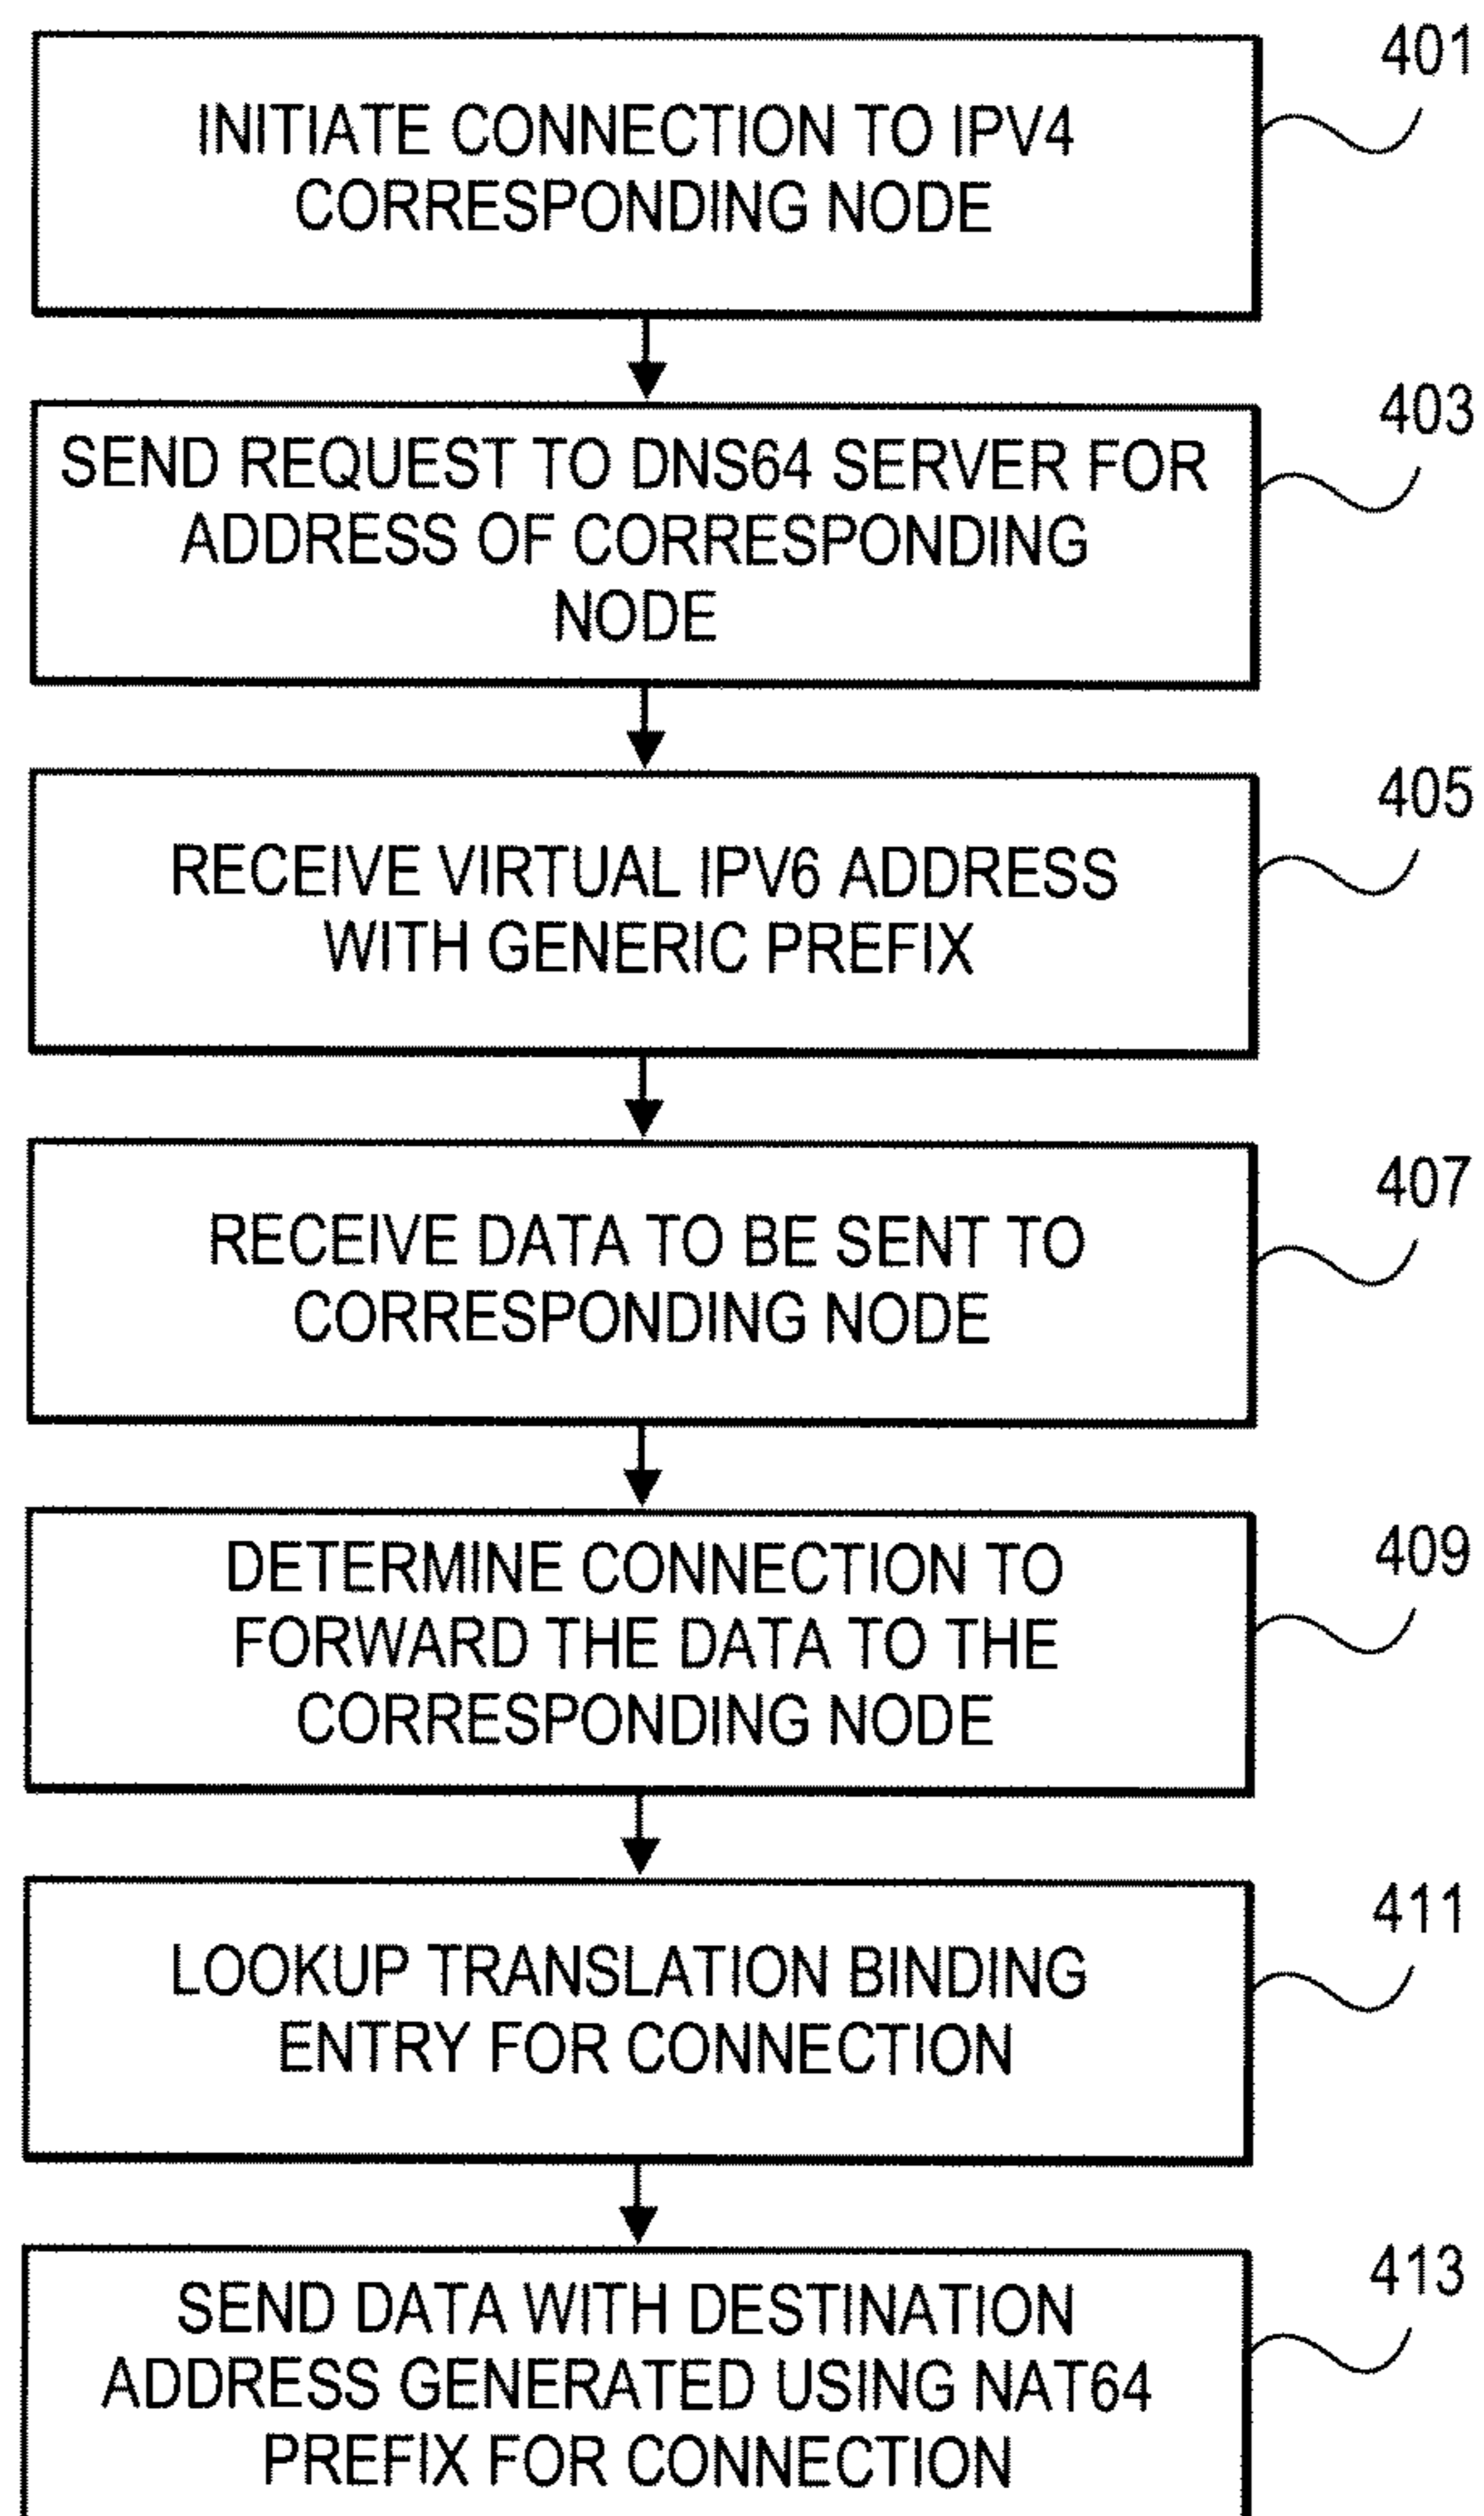 401
INITIATE CONNECTION TO IPV4
CORRESPONDING NODE
403
SEND REQUEST TO DNS64 SERVER FOR
ADDRESS OF CORRESPONDING
NODE
405
RECEIVE VIRTUAL IPV6 ADDRESS
WITH GENERIC PREFIX
407
RECEIVE DATA TO BE SENT TO
CORRESPONDING NODE
409
DETERMINE CONNECTION TO
FORWARD THE DATA TO THE
CORRESPONDING NODE
411
LOOKUP TRANSLATION BINDING
ENTRY FOR CONNECTION
413
SEND DATA WITH DESTINATION
ADDRESS GENERATED USING NAT64
PREFIX FOR CONNECTION